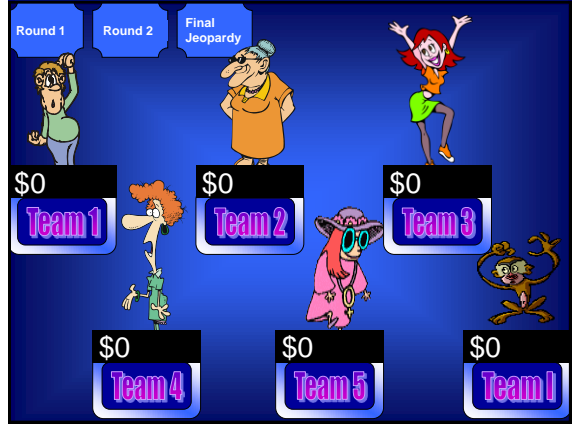 Round 1
Round 2
Final
Jeopardy
$0
$0
$0
Team 1
Team 2
Team 3
$0
$0
$0
Team 4
Team 5
Team I